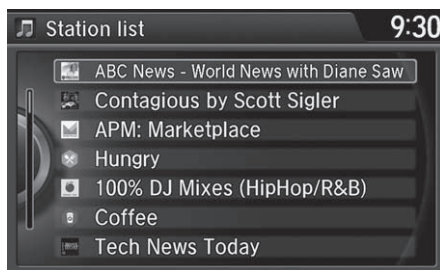 Station list
9:30
ABC News - World News with Diane Saw
Contagious by Scott Sigler
APM: Marketplace
Hungry
100% DJ Mixes (HipHop/R&B)
Coffee
Tech News Today